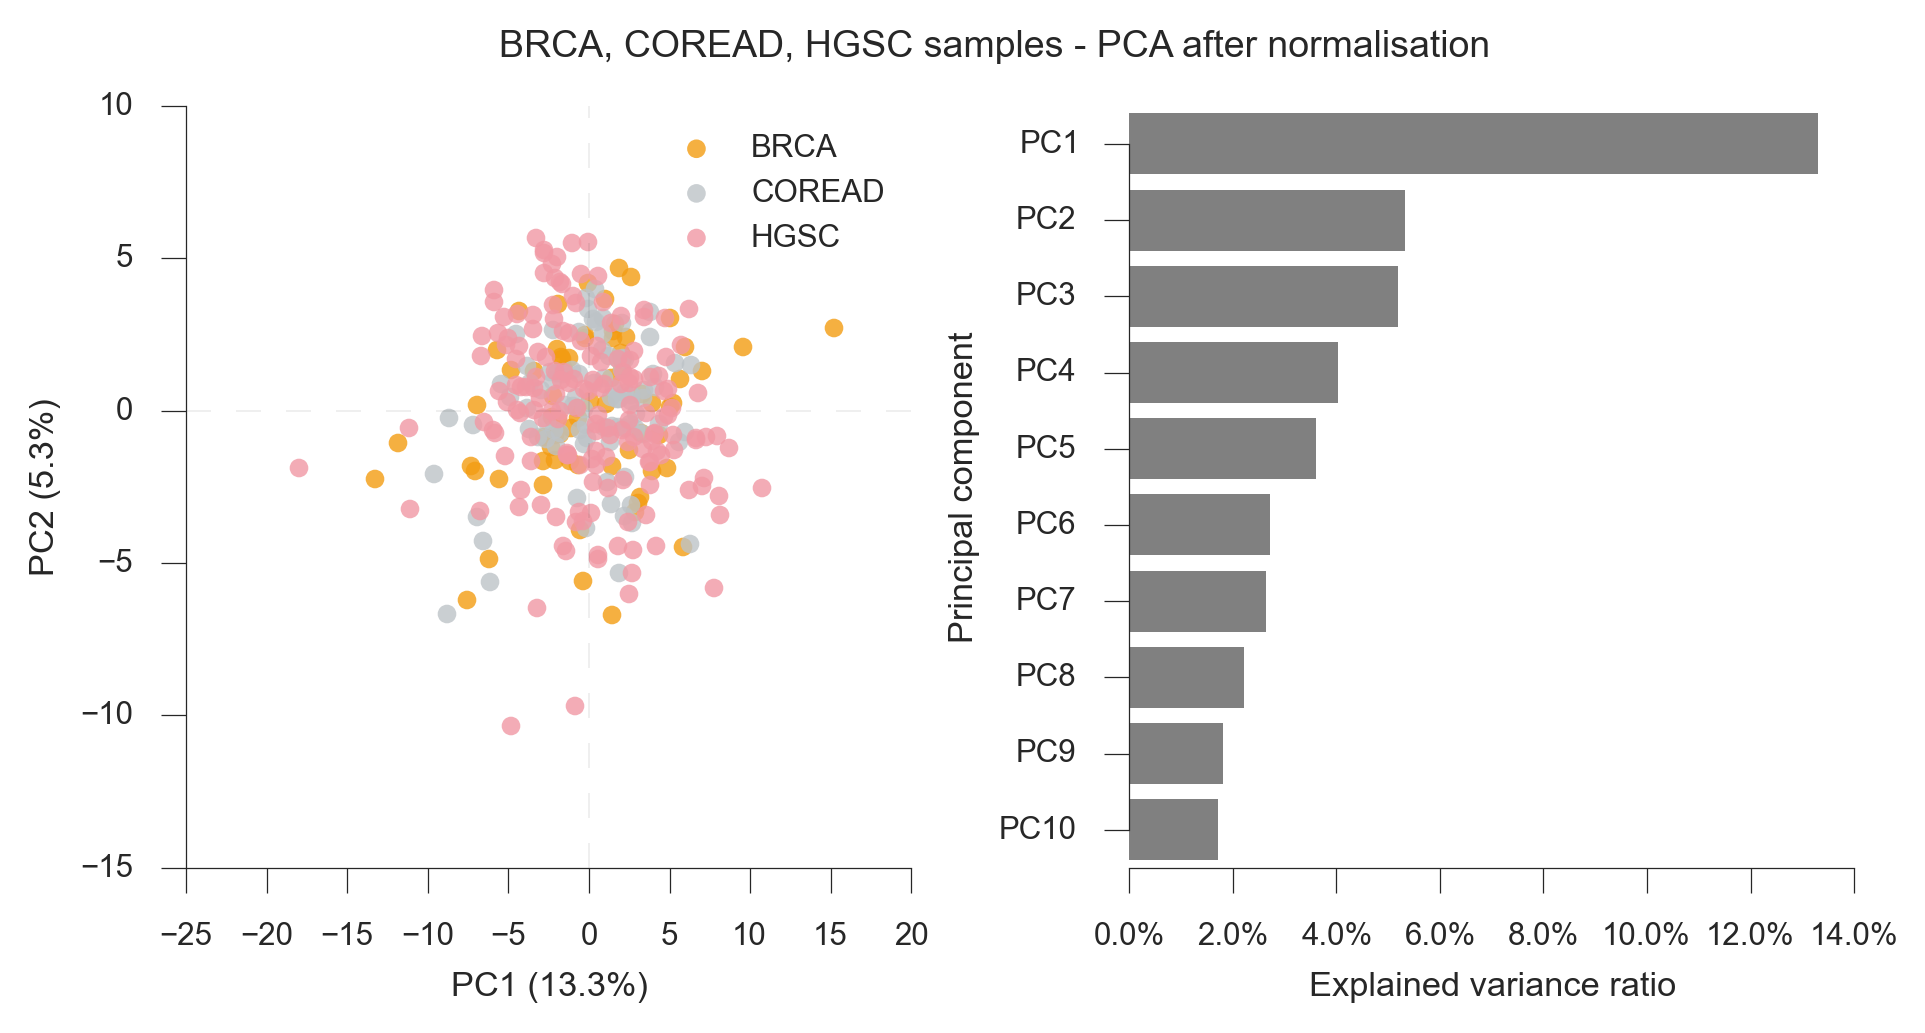 BRCA, COREAD, HGSC samples - PCA after normalisation
10
5
0
−5
−10
−15
PC2 (5.3%)
BRCA
COREAD
HGSC
−25 −20 −15 −10 −5 0 5 10 15 20
PC1 (13.3%)
Principal component
PC1
PC2
PC3
PC4
PC5
PC6
PC7
PC8
PC9
PC10
0.0% 2.0% 4.0% 6.0% 8.0% 10.0% 12.0% 14.0%
Explained variance ratio